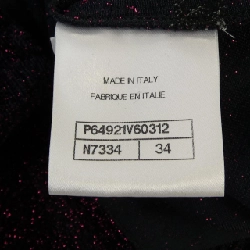 MADE IN ITALY
FABRIQUE EN ITALIE
P64921V60312
N7334 34